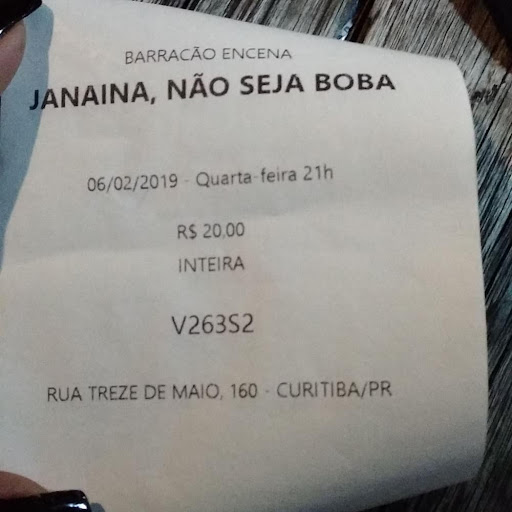 BARRACÃO ENCENA
JANAINA, NÃO SEJA BOBA
06/02/2019 - Quarta-feira 21h
R$ 20,00
INTEIRA
V263S2
RUA TREZE DE MAIO, 160 - CURITIBA/PR